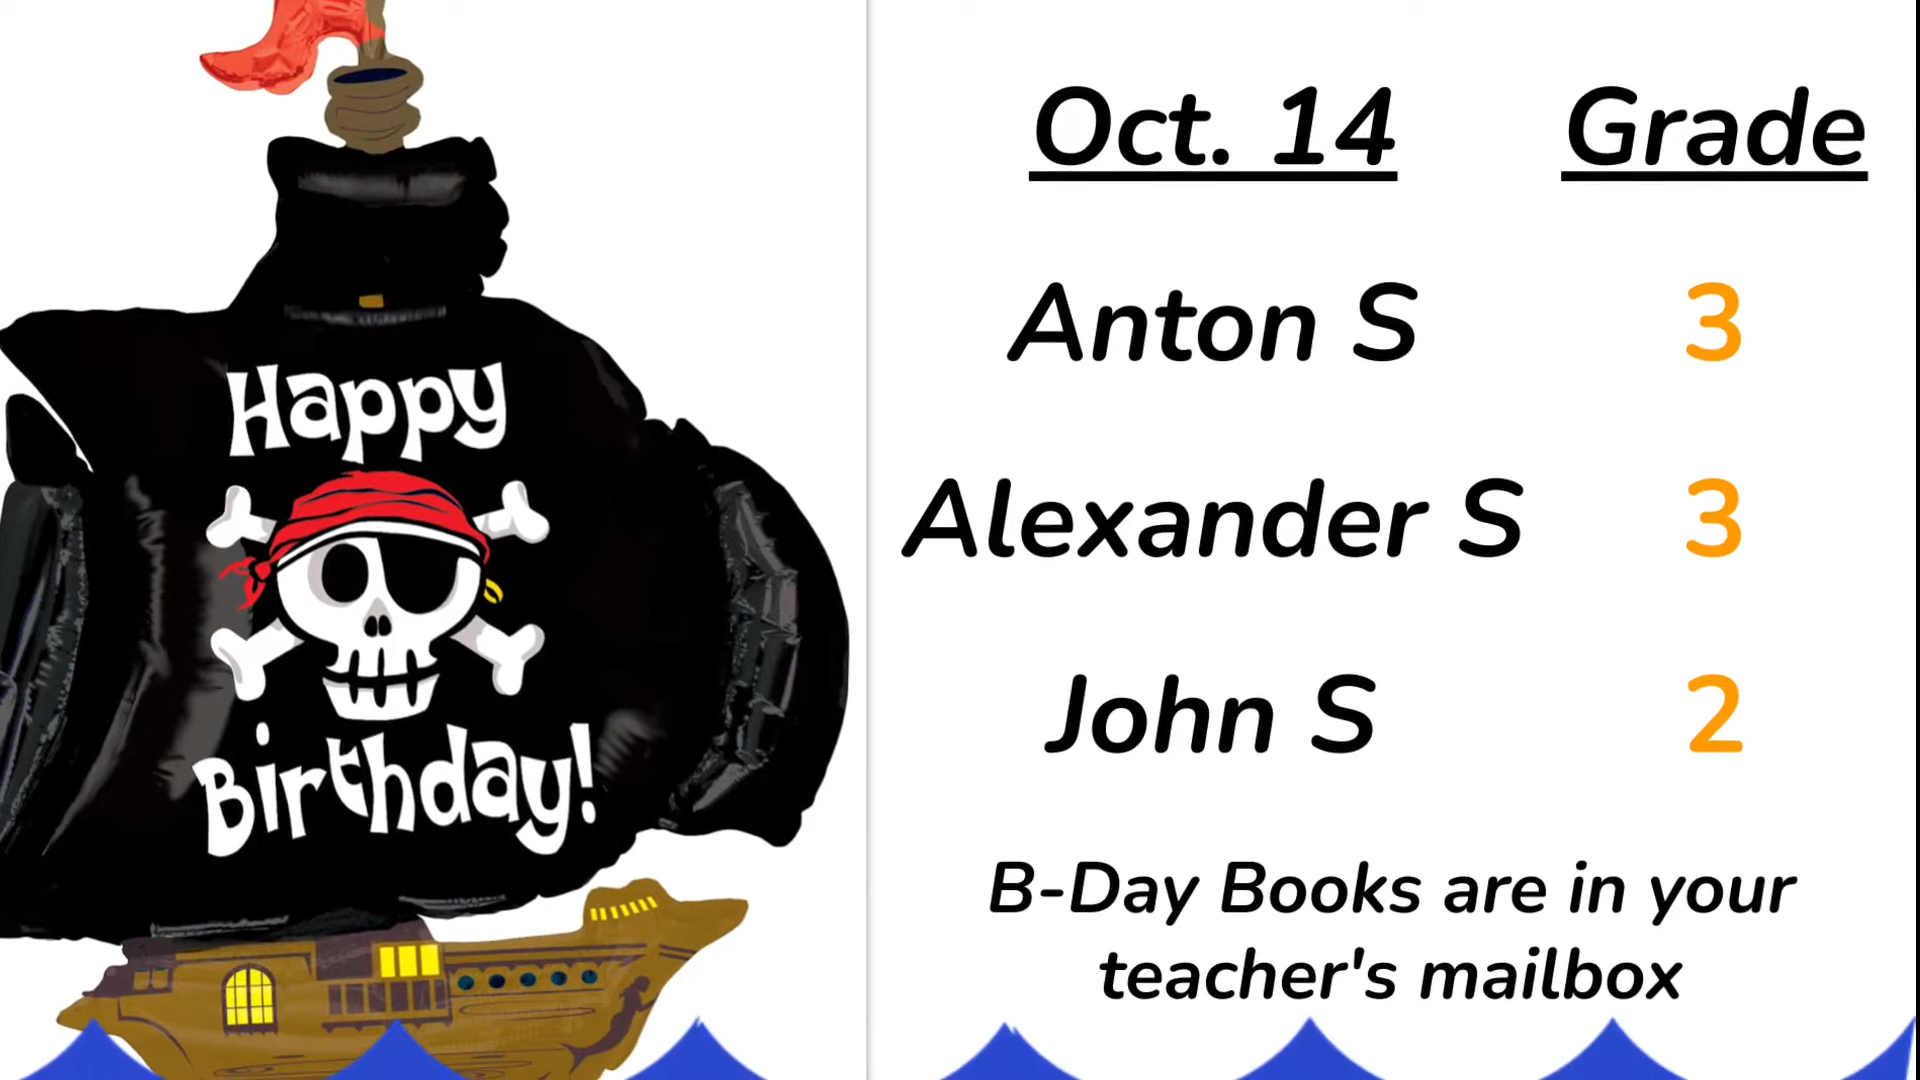 Happy
Birthday!
Oct. 14 Grade
Anton S 3
Alexander S 3
John S 2
B-Day Books are in your
teacher's mailbox